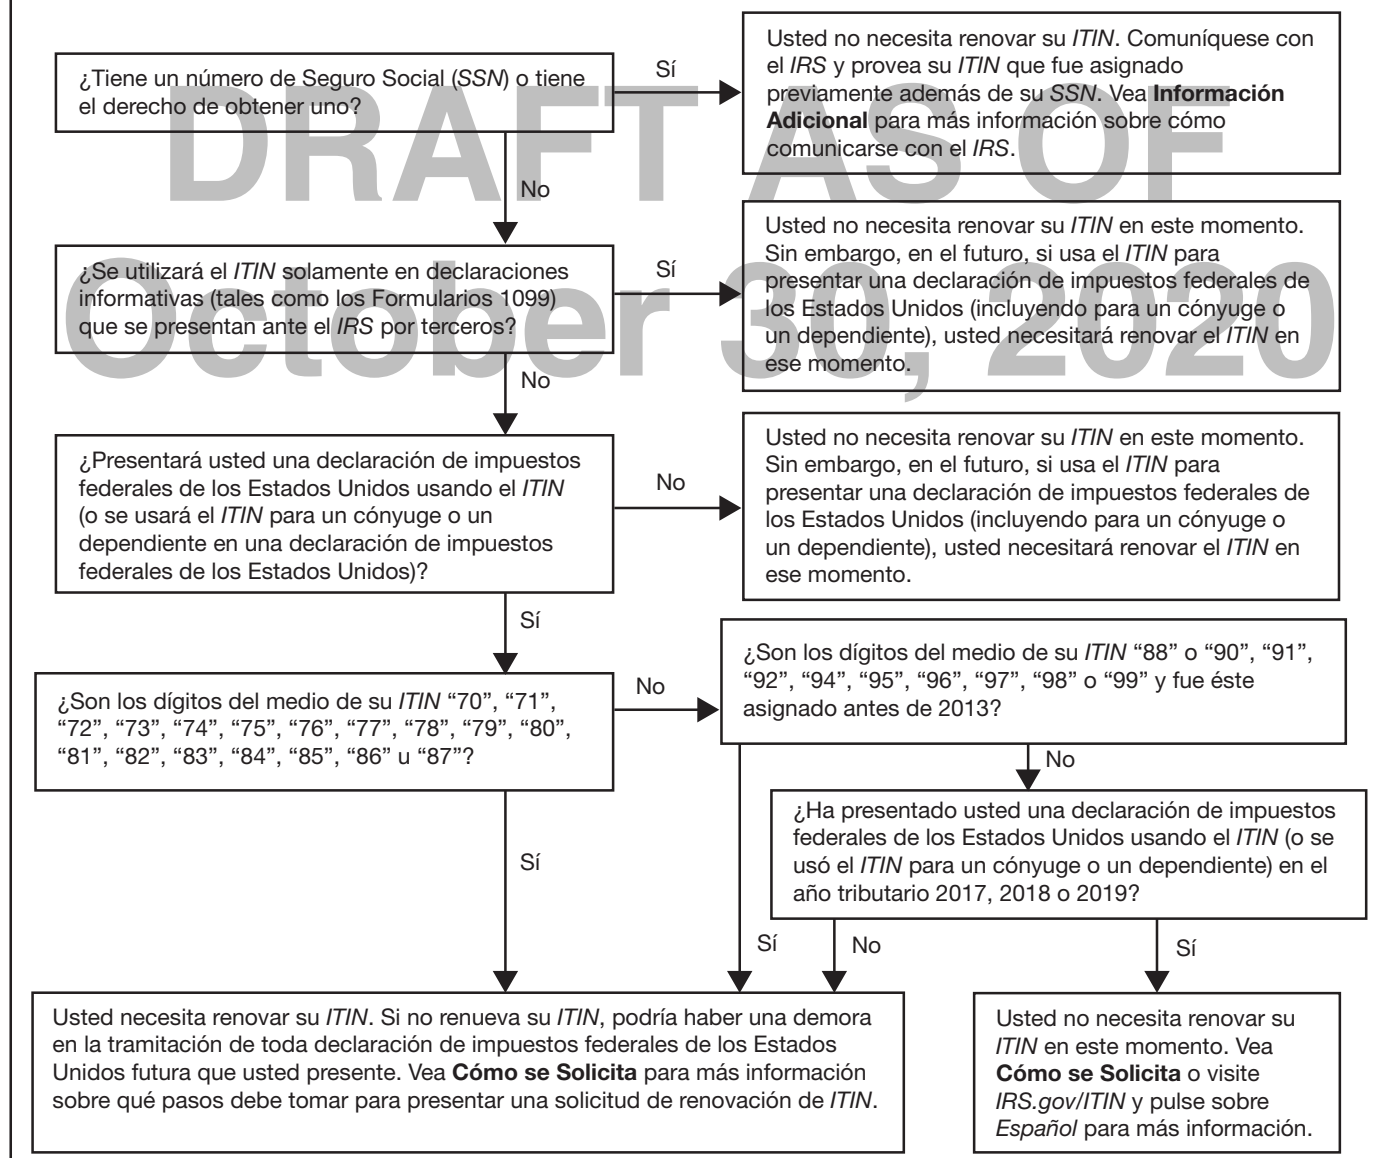 ¿Tiene un número de Seguro Social (SSN) o tiene
el derecho de obtener uno?
Sí
Usted no necesita renovar su ITIN. Comuníquese con
el IRS y provea su ITIN que fue asignado
previamente además de su SSN. Vea Información
Adicional para más información sobre cómo
comunicarse con el IRS.
DRAFT AS OF
No
¿Se utilizará el ITIN solamente en declaraciones
informativas (tales como los Formularios 1099)
que se presentan ante el IRS por terceros?
Sí
Usted no necesita renovar su ITIN en este momento.
Sin embargo, en el futuro, si usa el ITIN para
presentar una declaración de impuestos federales de
los Estados Unidos (incluyendo para un cónyuge o
un dependiente), usted necesitará renovar el ITIN en
ese momento.
October 30, 2020
No
¿Presentará usted una declaración de impuestos
federales de los Estados Unidos usando el ITIN
(o se usará el ITIN para un cónyuge o un
dependiente en una declaración de impuestos
federales de los Estados Unidos)?
No
Usted no necesita renovar su ITIN en este momento.
Sin embargo, en el futuro, si usa el ITIN para
presentar una declaración de impuestos federales de
los Estados Unidos (incluyendo para un cónyuge o
un dependiente), usted necesitará renovar el ITIN en
ese momento.
Sí
¿Son los dígitos del medio de su ITIN “70”, “71”,
“72”, “73”, “74”, “75”, “76”, “77”, “78”, “79”, “80”,
“81”, “82”, “83”, “84”, “85”, “86” u “87”?
No
¿Son los dígitos del medio de su ITIN “88” o “90”, “91”,
“92”, “94”, “95”, “96”, “97”, “98” o “99” y fue éste
asignado antes de 2013?
No
¿Ha presentado usted una declaración de impuestos
federales de los Estados Unidos usando el ITIN (o se
usó el ITIN para un cónyuge o un dependiente) en el
año tributario 2017, 2018 o 2019?
Sí
Sí
No
Sí
Usted necesita renovar su ITIN. Si no renueva su ITIN, podría haber una demora
en la tramitación de toda declaración de impuestos federales de los Estados
Unidos futura que usted presente. Vea Cómo se Solicita para más información
sobre qué pasos debe tomar para presentar una solicitud de renovación de ITIN.
Usted no necesita renovar su
ITIN en este momento. Vea
Cómo se Solicita o visite
IRS.gov/ITIN y pulse sobre
Español para más información.